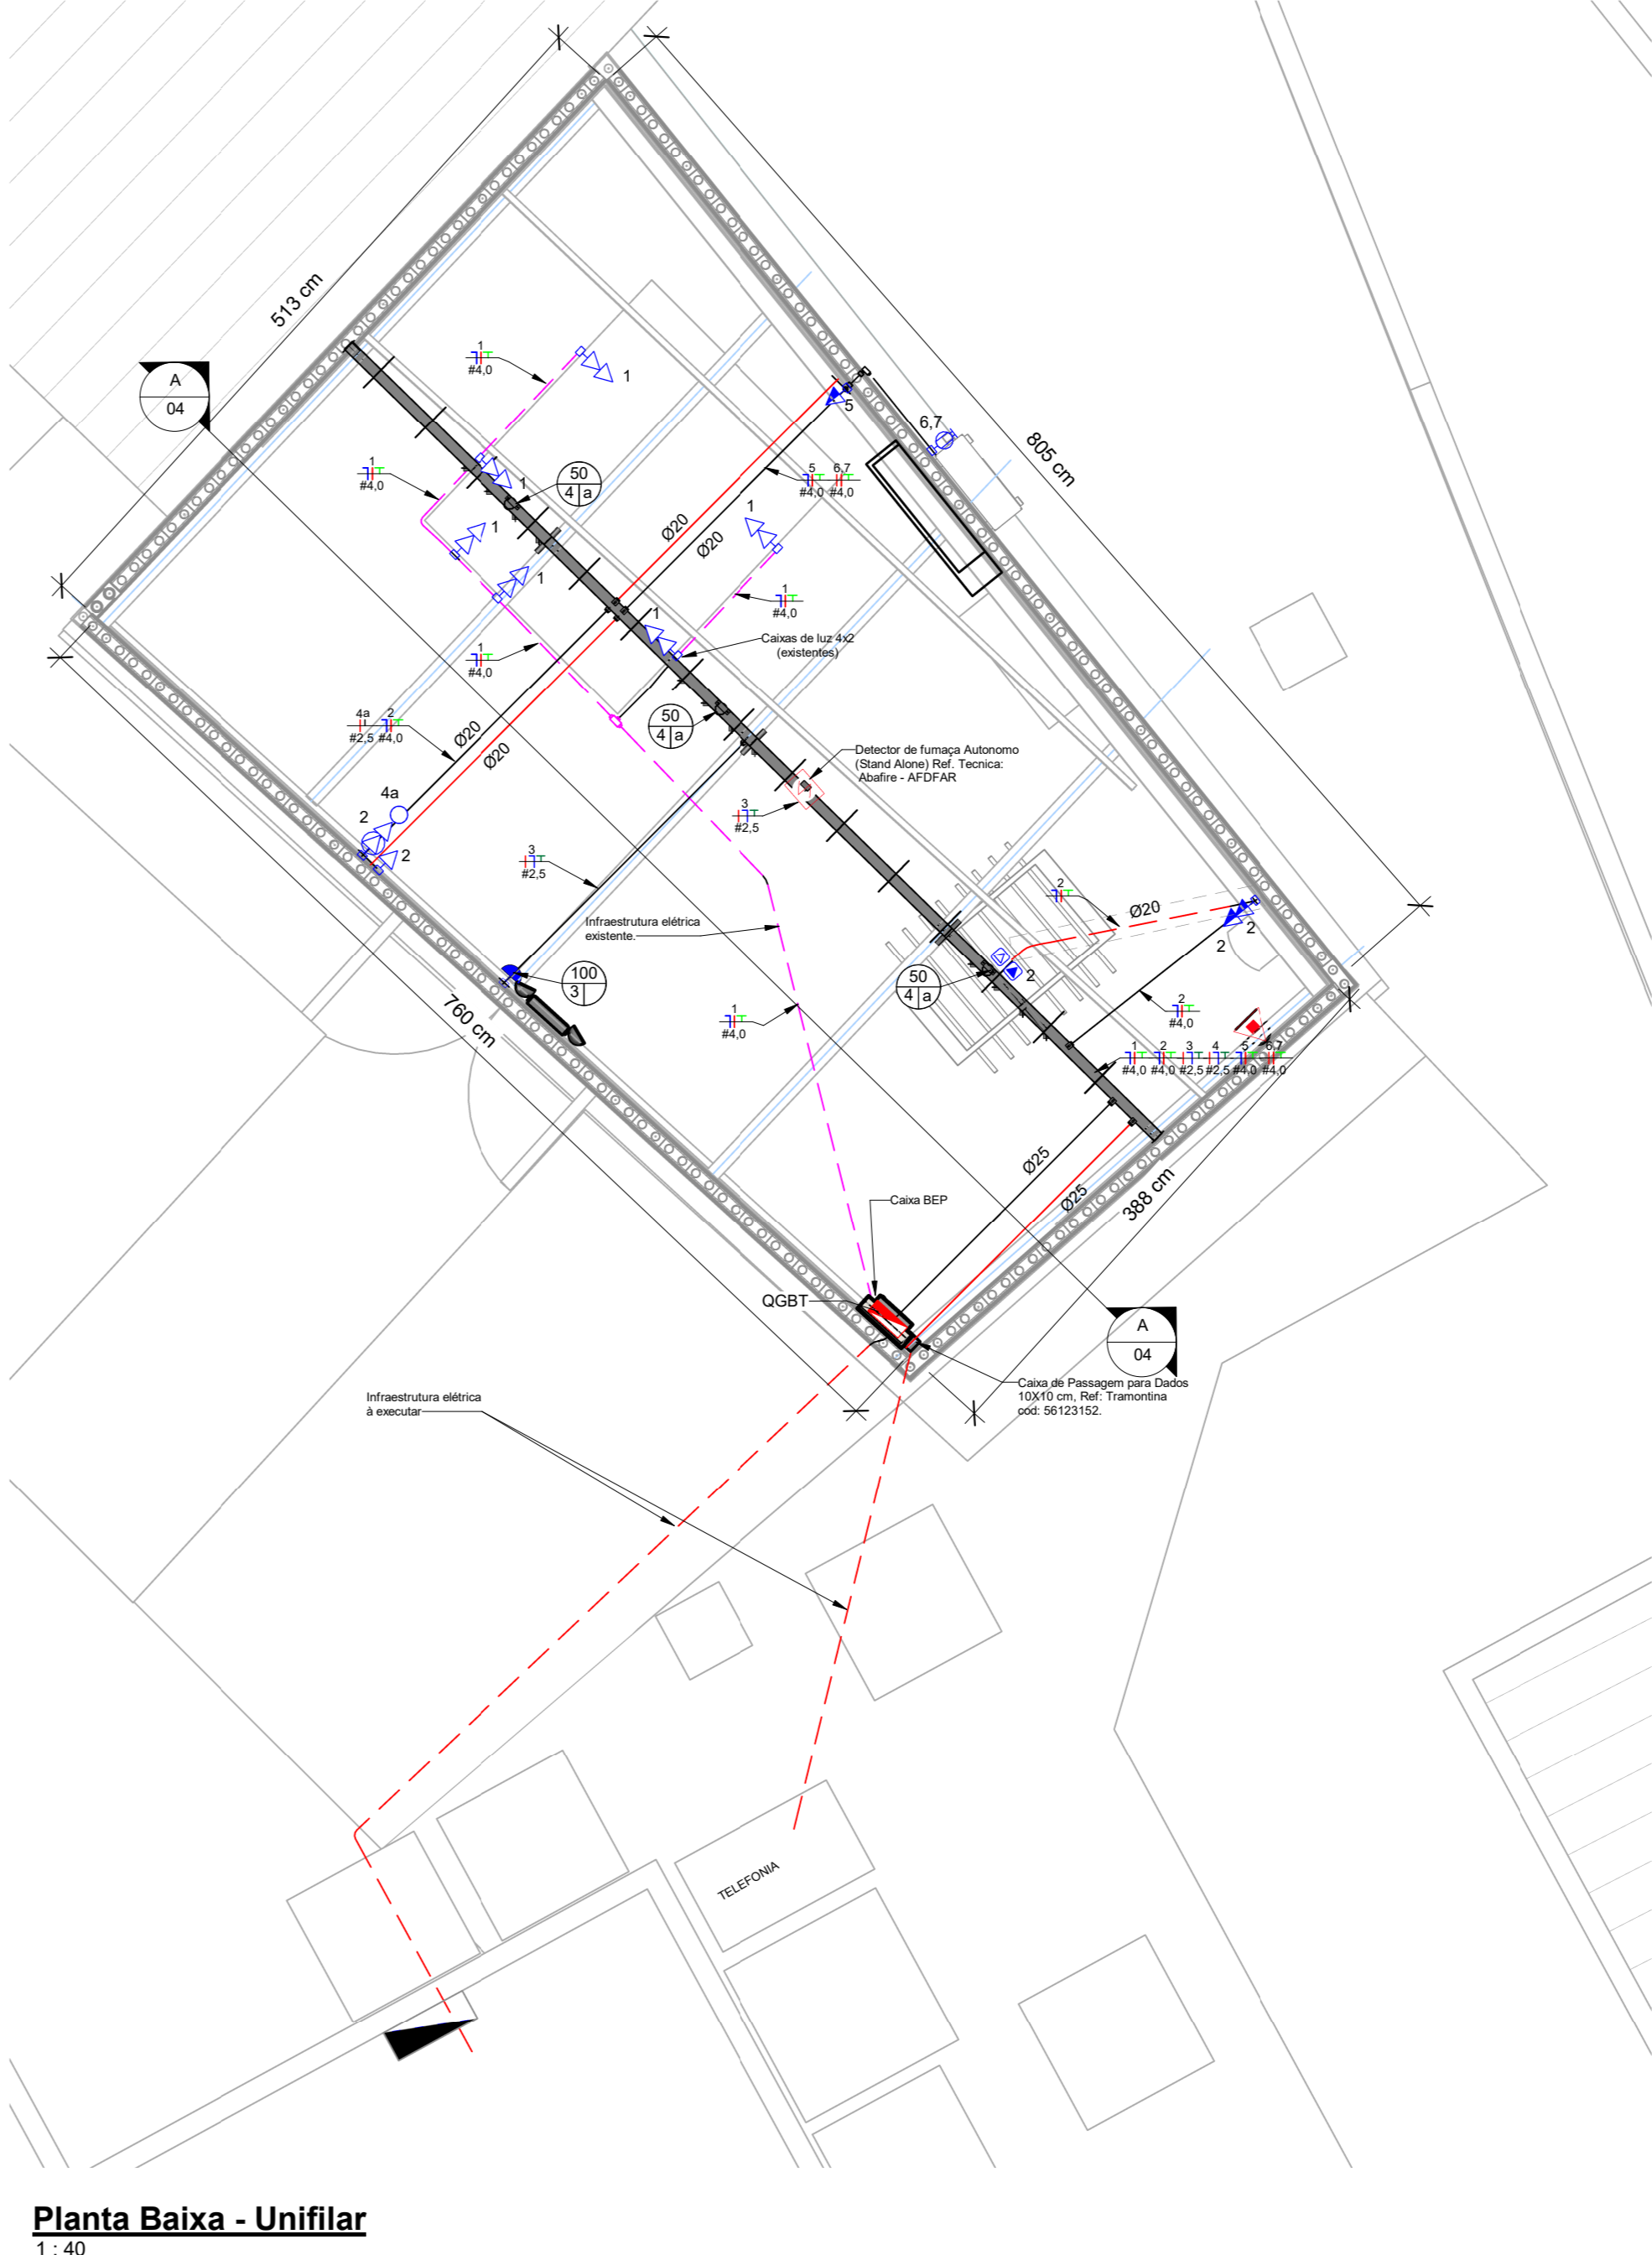 513 cm
A
04
1
#4,0
1
1
#4,0
1
50
4 a
1
1
5
6,7
805 cm
5 6,7
#4,0 #4,0
Ø20
Ø20
1
1
#4,0
1
Caixas de luz 4x2
(existentes)
1
#4,0
50
4 a
4a 2
#2,5 #4,0
Ø20
Ø20
Detector de fumaça Autonomo
(Stand Alone) Ref. Tecnica:
Abafire - AFDFAR
4a
2
2
3
#2,5
3
#2,5
Infraestrutura elétrica
existente.
2
Ø20
2
2
2
50
4 a
100
3
760 cm
1
#4,0
2
#4,0
1 2 3 4 5 6,7
#4,0 #4,0 #2,5 #2,5 #4,0 #4,0
Ø25
Ø25
388 cm
Caixa BEP
QGBT
A
04
Caixa de Passagem para Dados
10X10 cm, Ref: Tramontina
cod: 56123152.
Infraestrutura elétrica
à executar
TELEFONIA
Planta Baixa - Unifilar
1 : 40